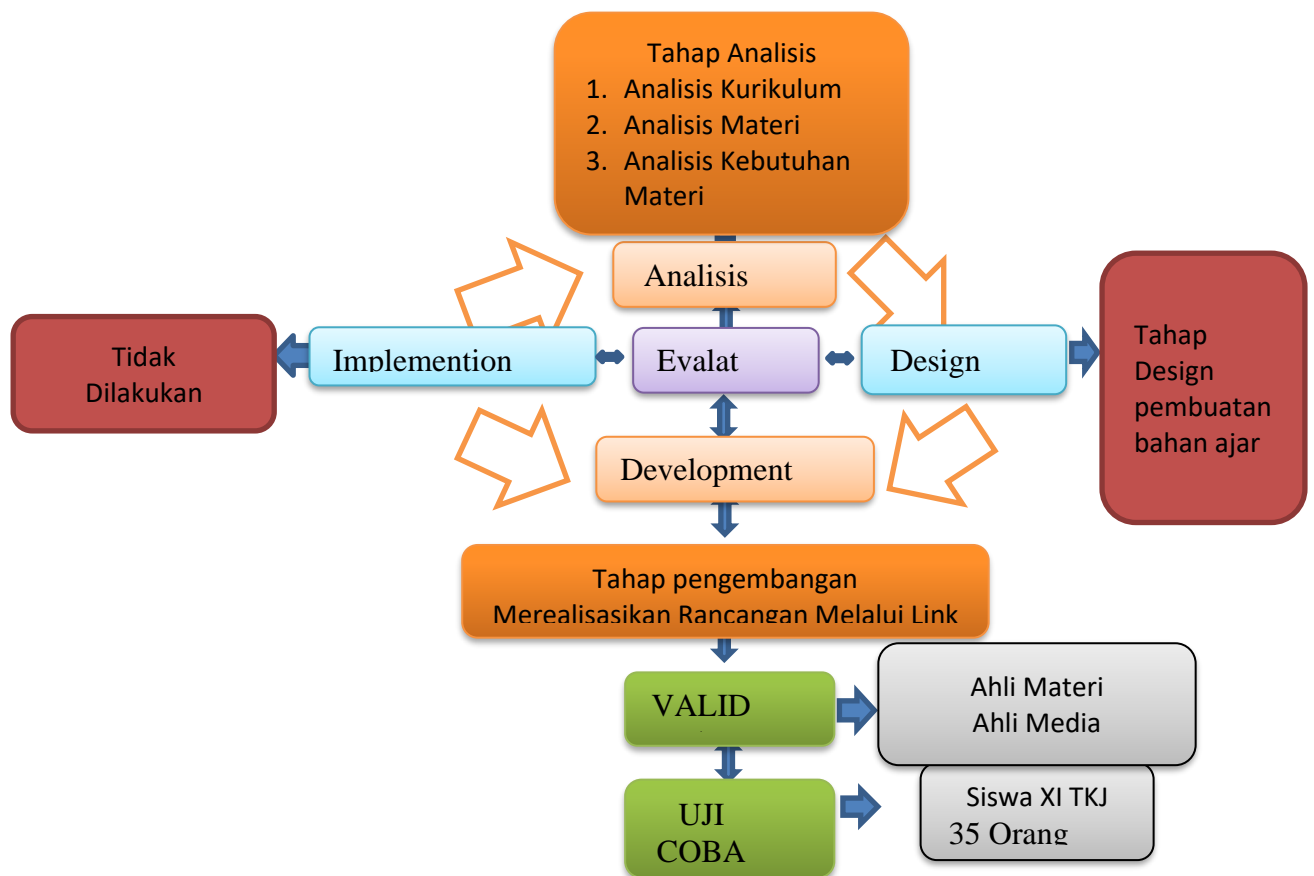 Tahap Analisis
1. Analisis Kurikulum
2. Analisis Materi
3. Analisis Kebutuhan
Materi
Analisis
Tidak
Dilakukan
Implemention
Evalat
Design
Tahap
Design
pembuatan
bahan ajar
Development
Tahap pengembangan
Merealisasikan Rancangan Melalui Link
VALID
Ahli Materi
Ahli Media
UJI
COBA
Siswa XI TKJ
35 Orang